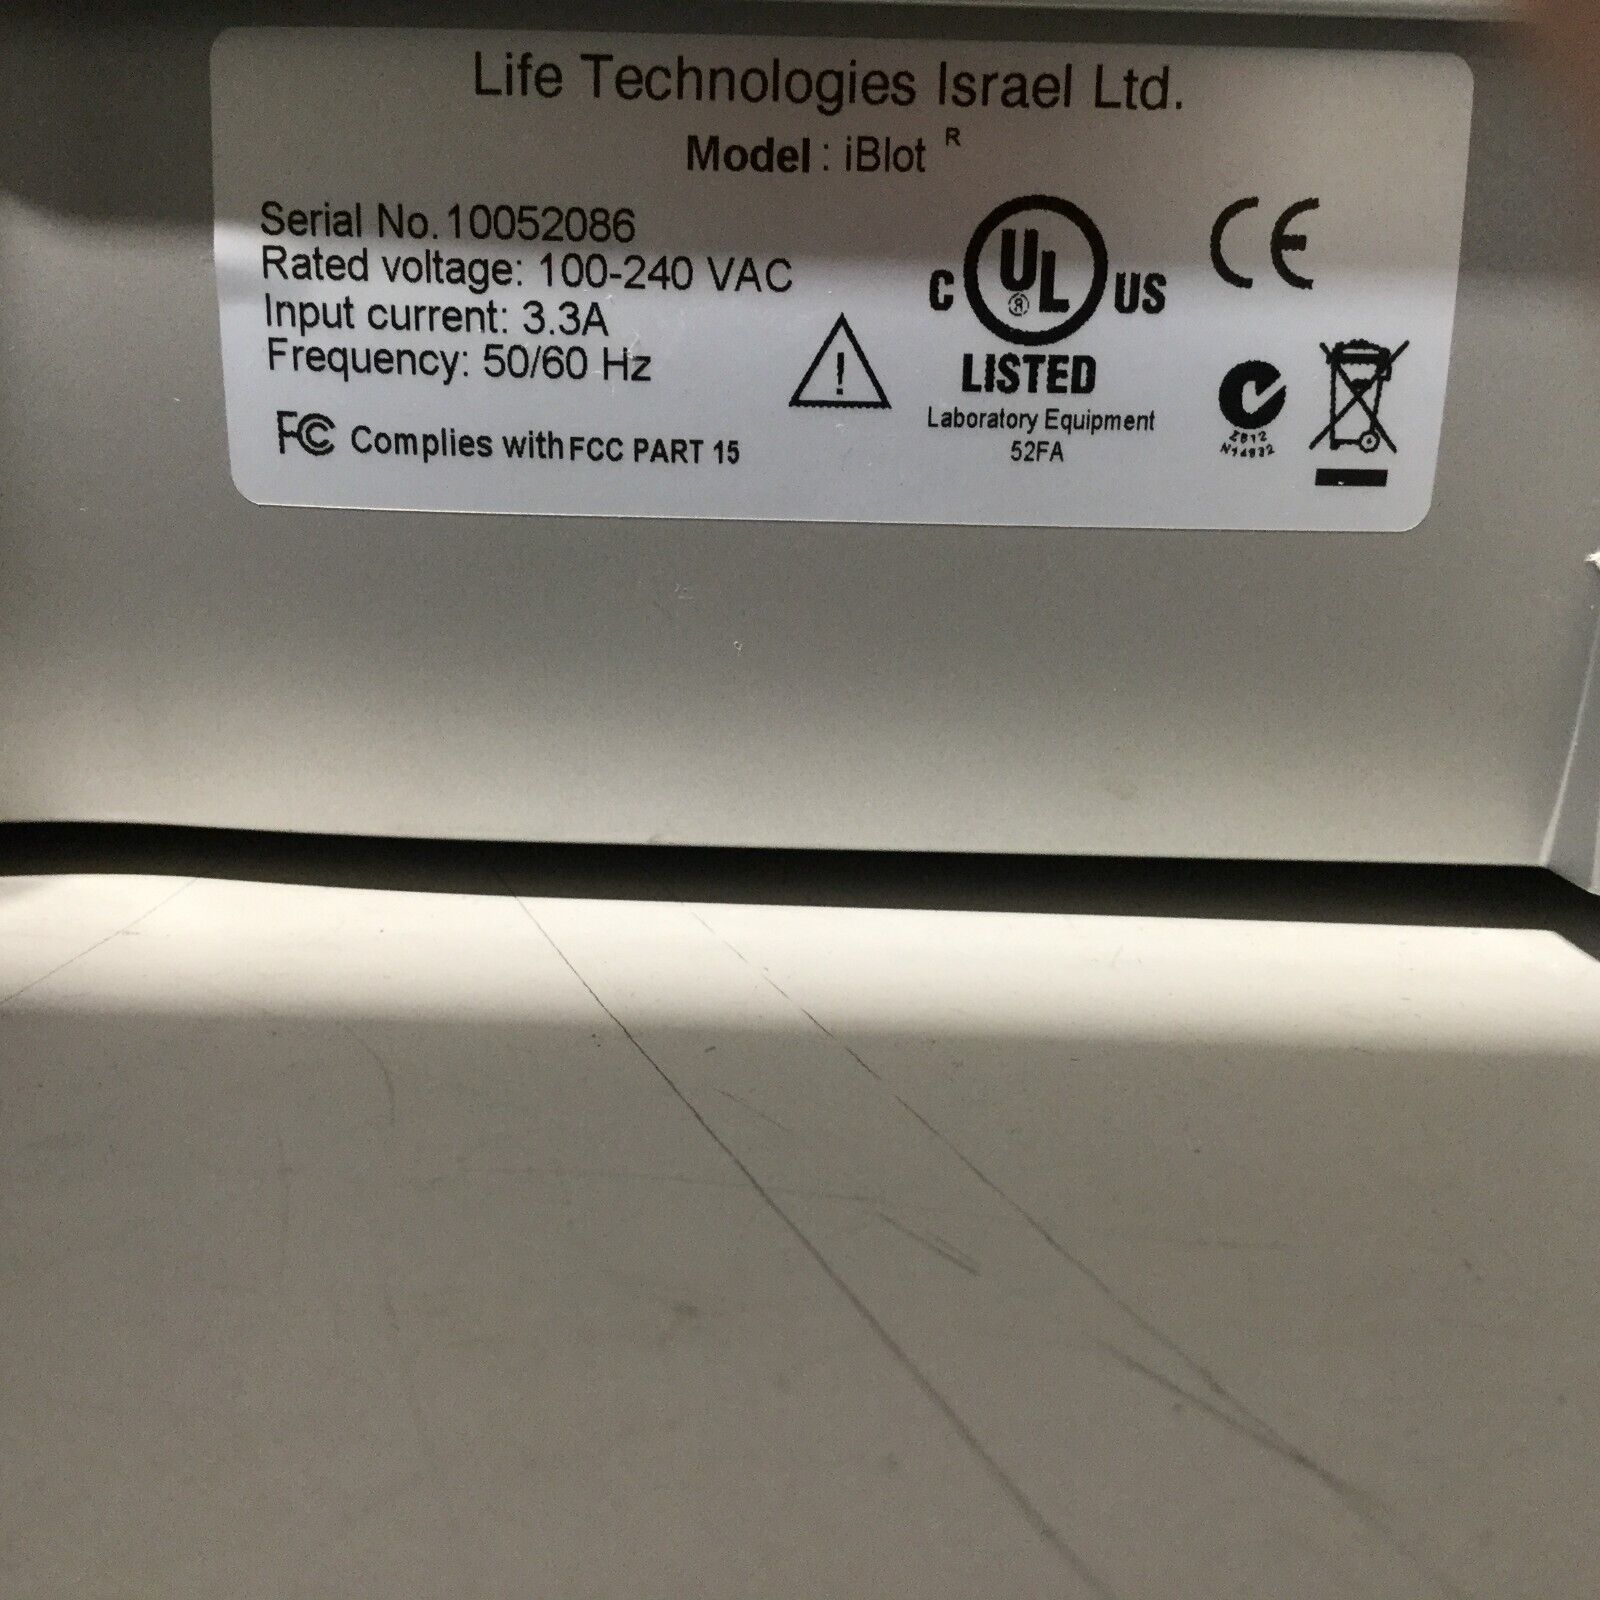 Life Technologies Israel Ltd.
Model : iBlot R
Serial No. 10052086
Rated voltage: 100-240 VAC
Input current: 3.3A
Frequency: 50/60 Hz
FC Complies with FCC PART 15
C UL ® US
LISTED
Laboratory Equipment
52FA
CE
N14932